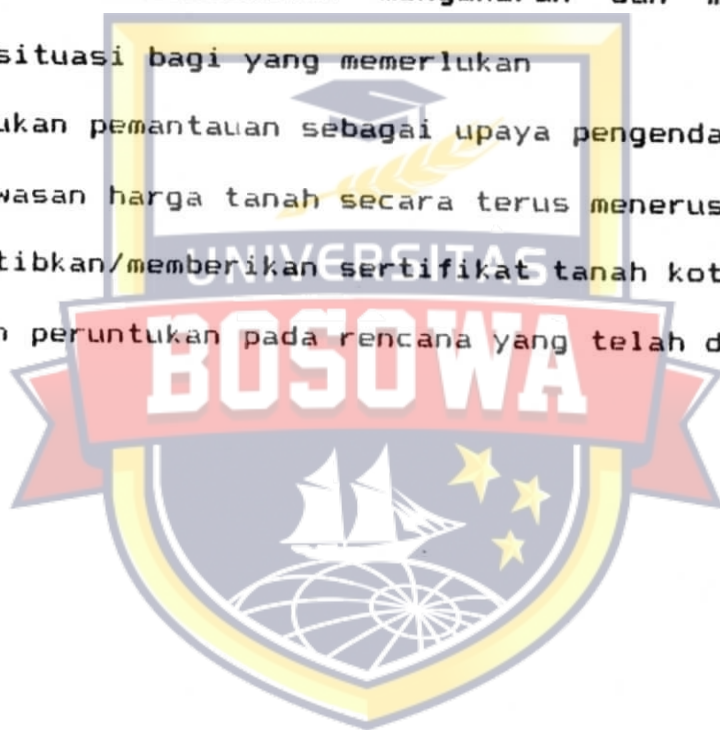 situasi bagi yang memerlukan
ukan pemantauan sebagai upaya pengenda
wasan harga tanah secara terus menerus
tibkan/memberikan sertifikat tanah kot
n peruntukan pada rencana yang telah d
UNIVERSITAS
BOSOWA